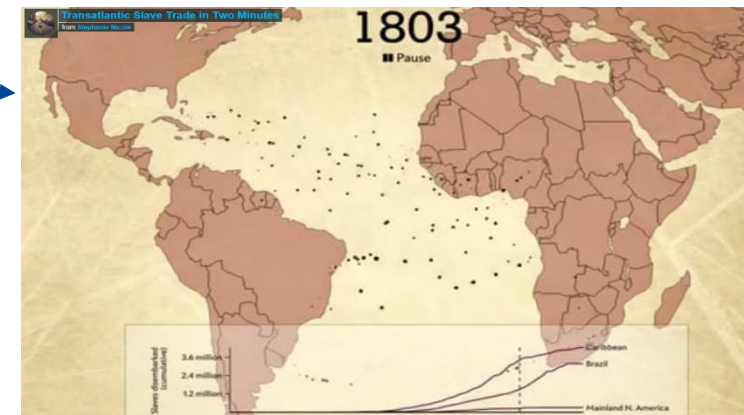 Transatlantic Slave Trade in Two Minutes
from Stephanie Nicole
1803
Pause
Slaves disembarked
(cumulative)
3.6 million
2.4 million
1.2 million
Caribbean
Brazil
Mainland N. America